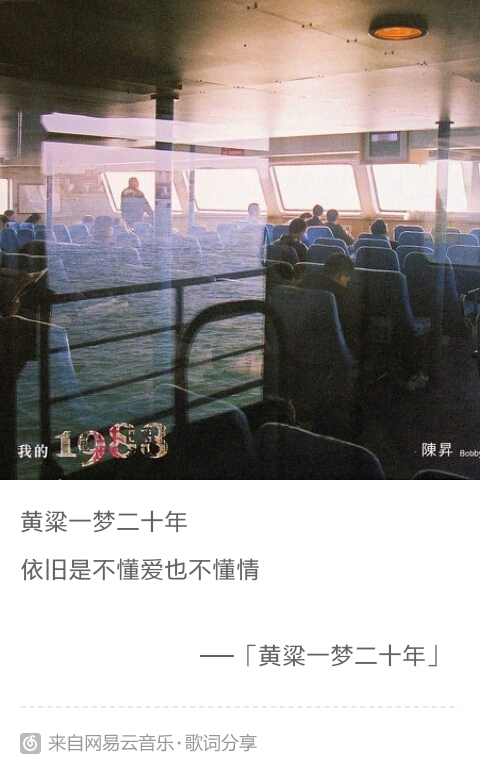 我的 1983
陳昇 Bobby
黄粱一梦二十年
依旧是不懂爱也不懂情
——「黄粱一梦二十年」
来自网易云音乐·歌词分享